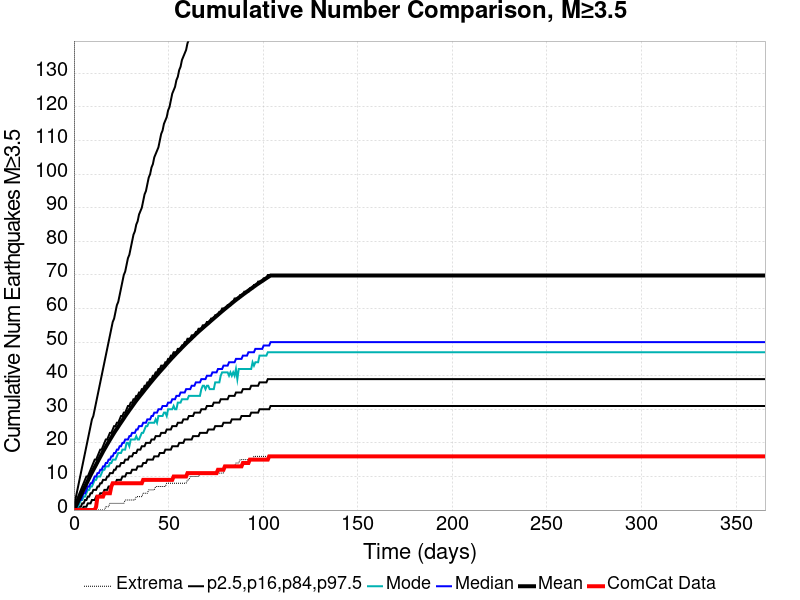 Cumulative Number Comparison, M≥3.5
Cumulative Num Earthquakes M≥3.5
130
120
110
100
90
80
70
60
50
40
30
20
10
0
0 50 100 150 200 250 300 350
Time (days)
Extrema p2.5,p16,p84,p97.5 Mode Median Mean ComCat Data